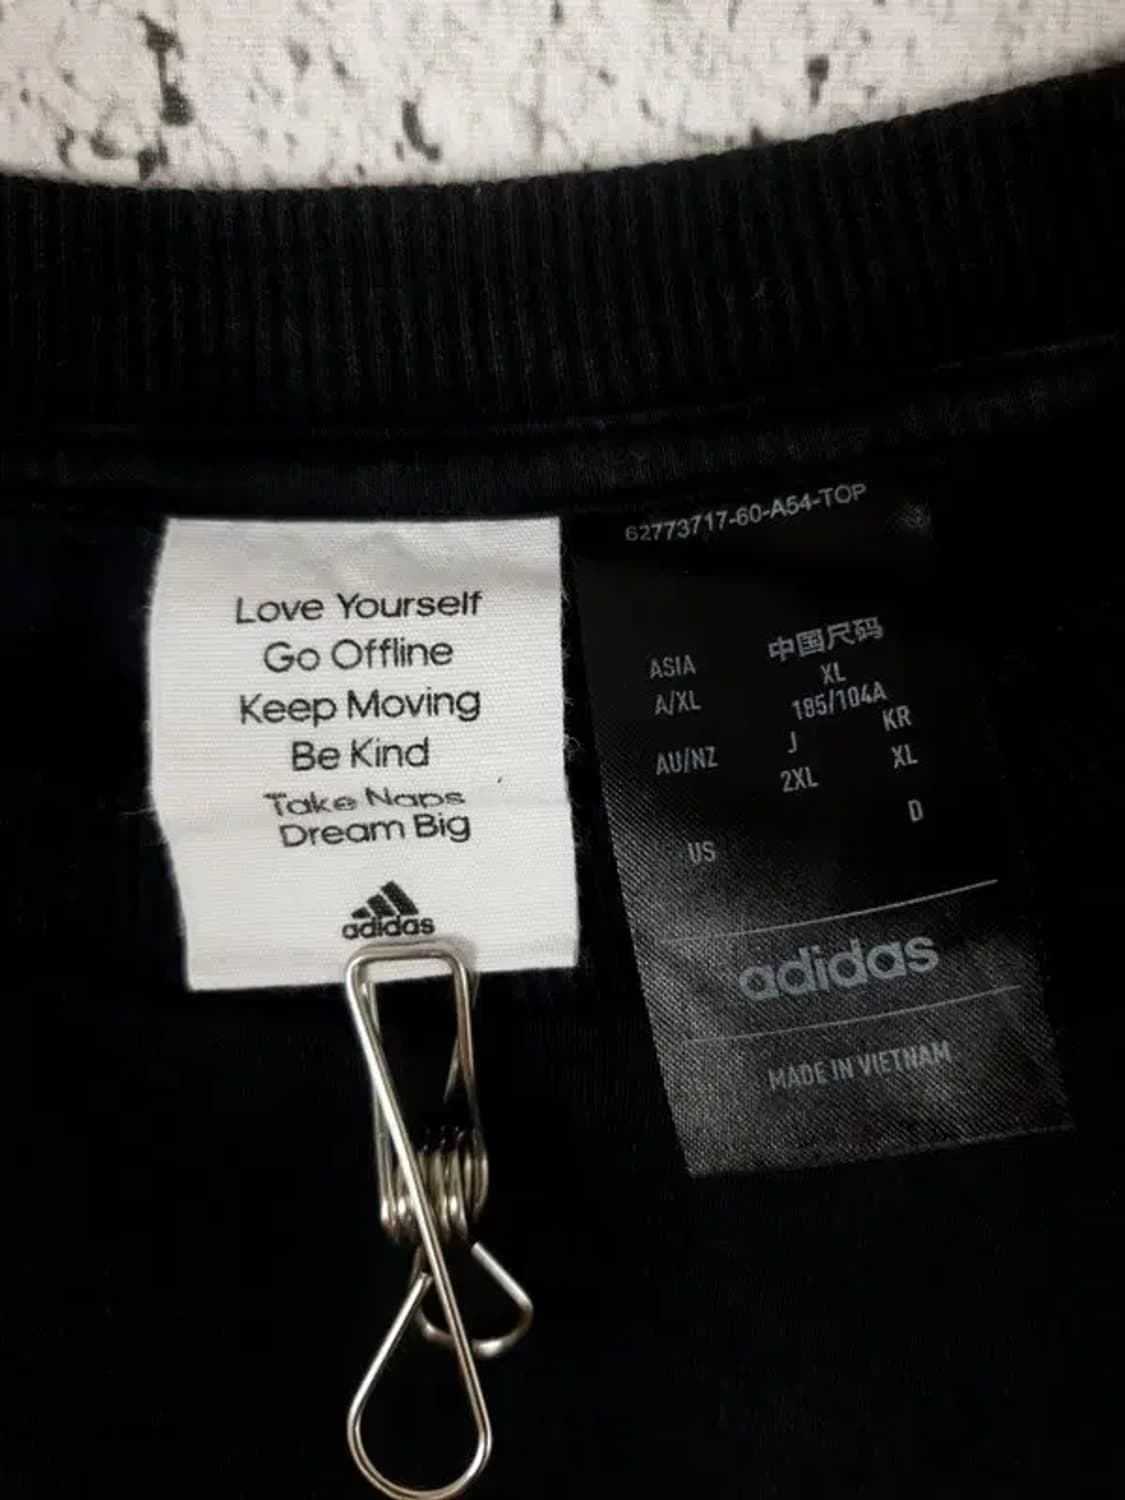 Love Yourself
Go Offline
Keep Moving
Be Kind
Take Naps
Dream Big
adidas
62773717-60-A54-TOP
ASIA 中国尺码
A/XL XL
185/104A
J KR
AU/NZ 2XL XL
D
US
adidas
MADE IN VIETNAM